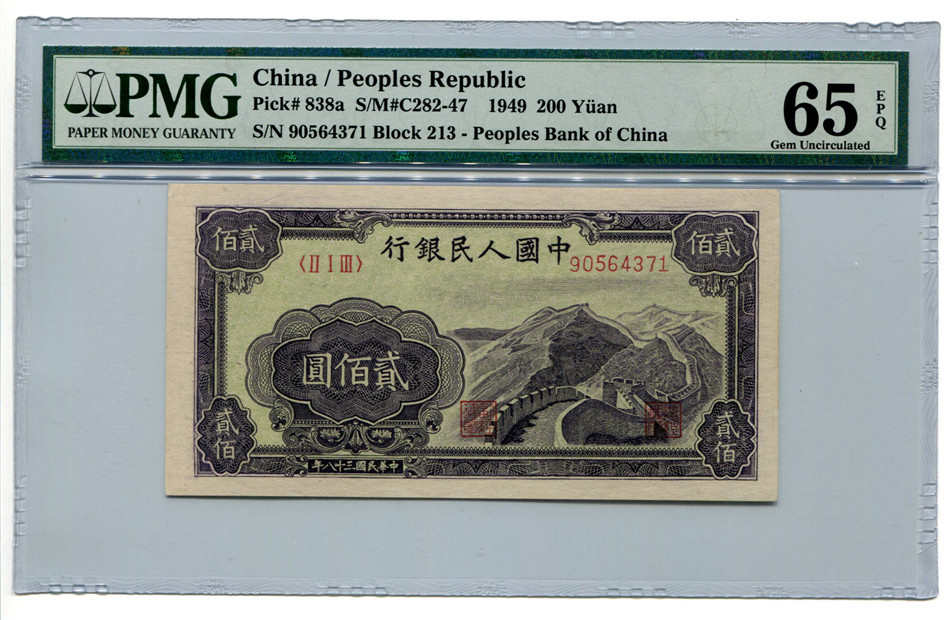 PMG
PAPER MONEY GUARANTY
China / Peoples Republic
Pick# 838a S/M#C282-47 1949 200 Yüan
S/N 90564371 Block 213 - Peoples Bank of China
65
EPQ
Gem Uncirculated
貳佰
行銀民人國中
佰貳
〈II I III〉
90564371
圓佰貳
貳佰
貳佰
年八十三國民華中